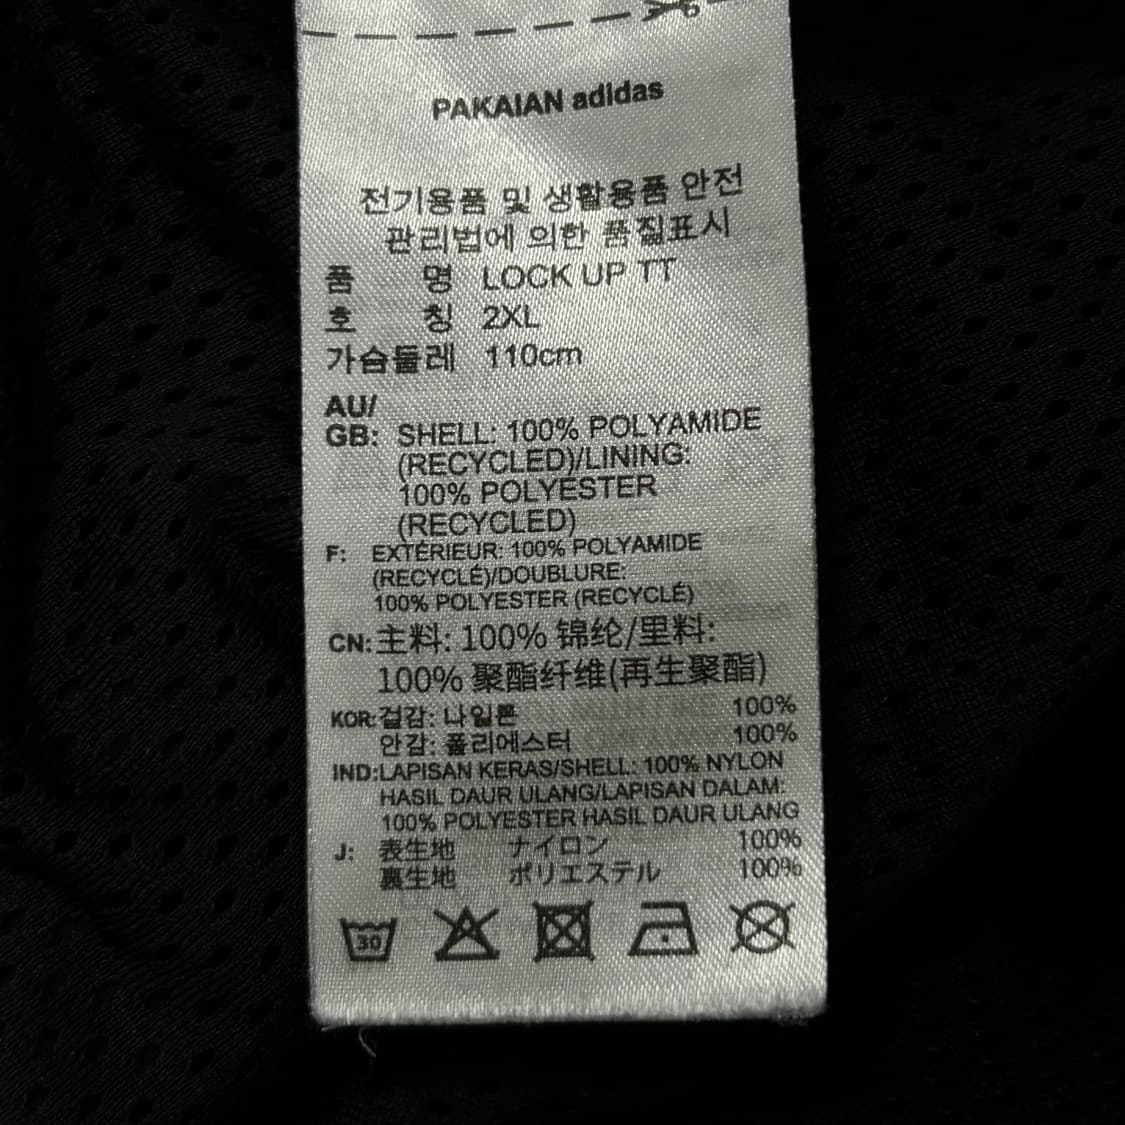 PAKAIAN adidas
전기용품 및 생활용품 안전
관리법에 의한 품질표시
품 명 LOCK UP TT
호 칭 2XL
가슴둘레 110cm
AU/
GB: SHELL: 100% POLYAMIDE
(RECYCLED)/LINING:
100% POLYESTER
(RECYCLED)
F: EXTÉRIEUR: 100% POLYAMIDE
(RECYCLÉ)/DOUBLURE:
100% POLYESTER (RECYCLÉ)
CN: 主料: 100% 锦纶/里料:
100% 聚酯纤维(再生聚酯)
KOR: 겉감: 나일론 100%
안감: 폴리에스터 100%
IND: LAPISAN KERAS/SHELL: 100% NYLON
HASIL DAUR ULANG/LAPISAN DALAM:
100% POLYESTER HASIL DAUR ULANG
J: 表生地 ナイロン 100%
裏生地 ポリエステル 100%
30